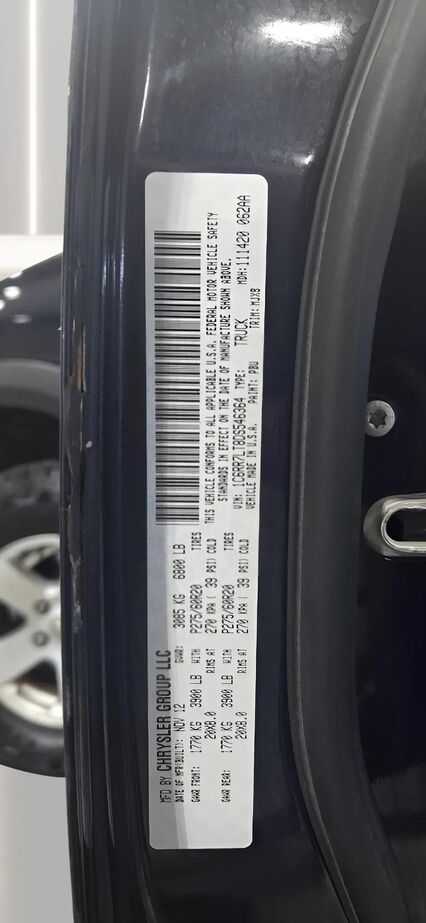 MFD BY CHRYSLER GROUP LLC
DATE OF MFR(BUILT): NOV 12 GVWR: 3085 KG 6800 LB
GAWR FRONT: 1770 KG 3900 LB WITH P275/60R20 TIRES
20X8.0 RIMS AT 270 KPA ( 39 PSI) COLD
GAWR REAR: 1770 KG 3900 LB WITH P275/60R20 TIRES
20X8.0 RIMS AT 270 KPA ( 39 PSI) COLD
THIS VEHICLE CONFORMS TO ALL APPLICABLE U.S.A. FEDERAL MOTOR VEHICLE SAFETY
STANDARDS IN EFFECT ON THE DATE OF MANUFACTURE SHOWN ABOVE.
VIN: 1C6RR7LT8DS546364 TYPE: TRUCK MDH:111420 062AA
VEHICLE MADE IN U.S.A. PAINT: PBU TRIM:MJX9